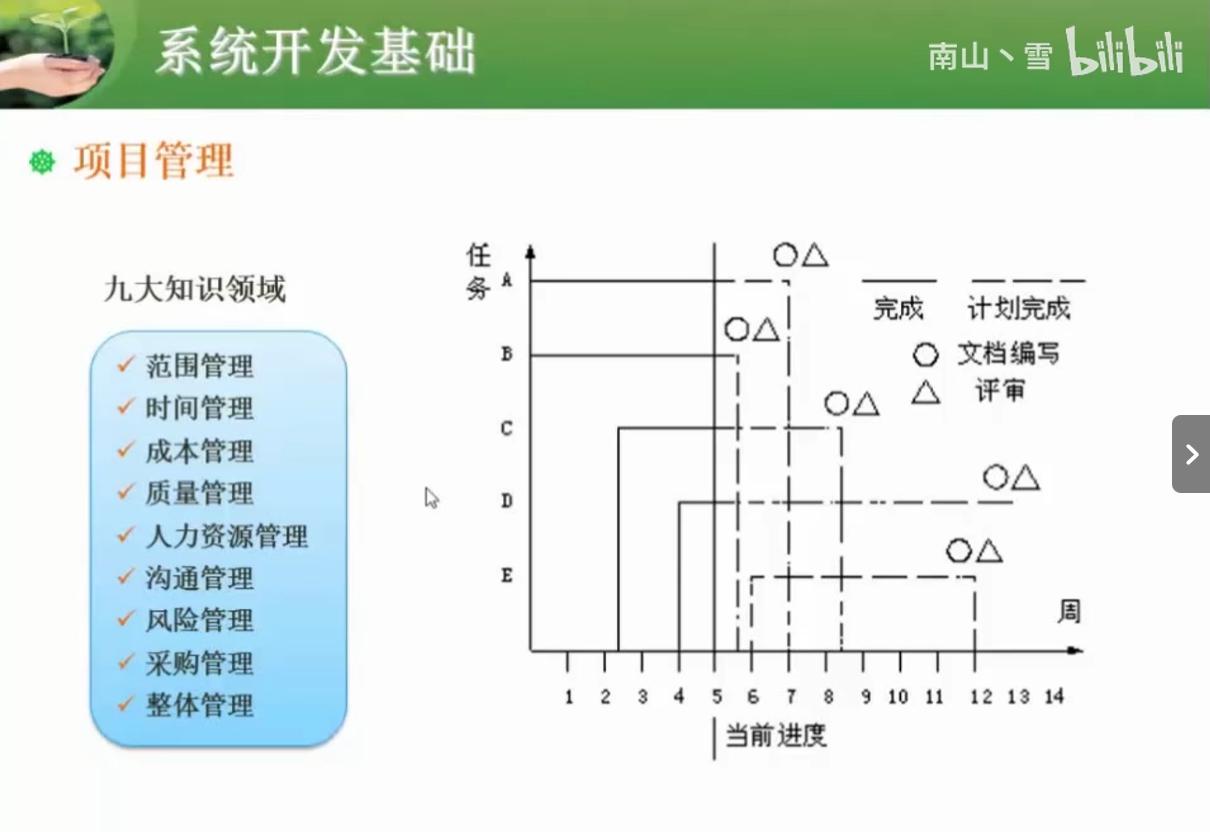 系统开发基础
南山丶雪 bilibili
项目管理
九大知识领域
范围管理
时间管理
成本管理
质量管理
人力资源管理
沟通管理
风险管理
采购管理
整体管理
任务
A
B
C
D
E
完成 计划完成
文档编写
评审
周
1 2 3 4 5 6 7 8 9 10 11 12 13 14
当前进度